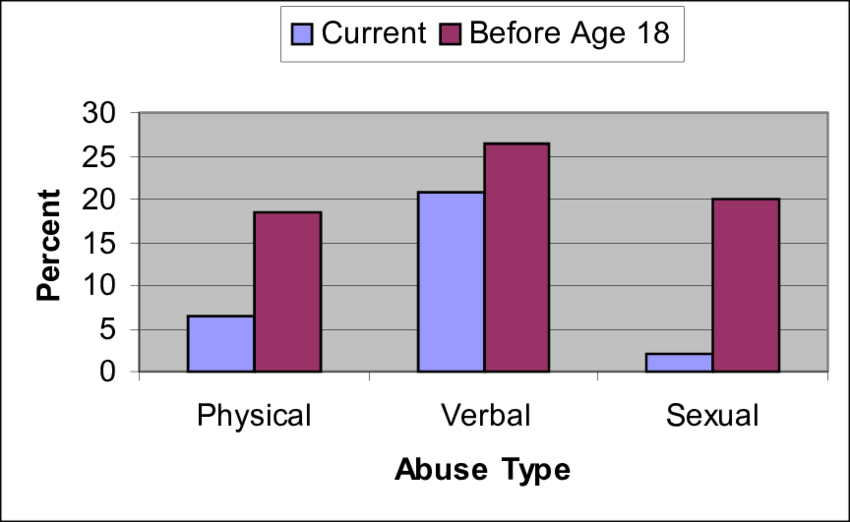 Current Before Age 18
30
25
20
15
10
5
0
Percent
Physical Verbal Sexual
Abuse Type